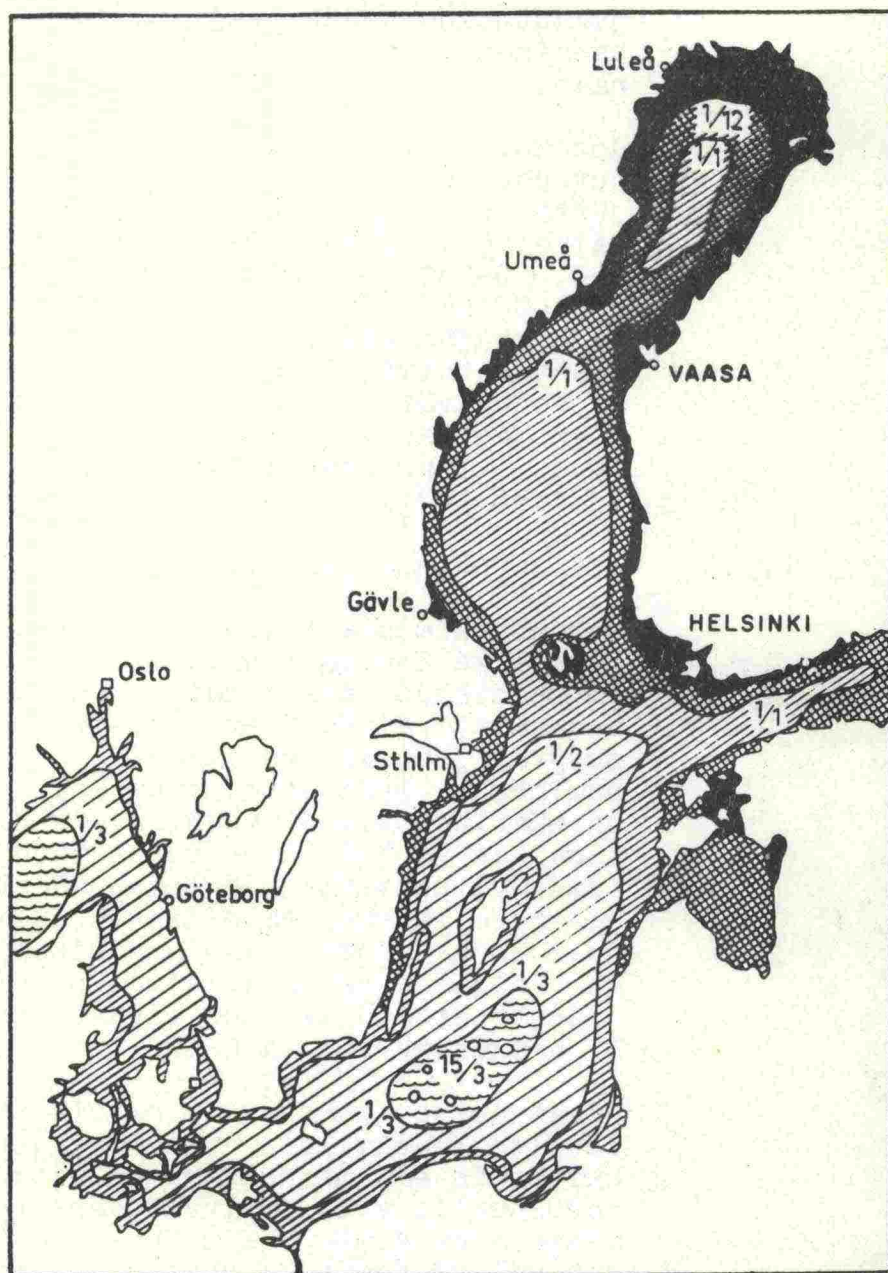 Luleå
1/12
1/1
Umeå
VAASA
1/1
Gävle
HELSINKI
Oslo
1/1
Sthlm
1/2
1/3
Göteborg
1/3
15/3
1/3